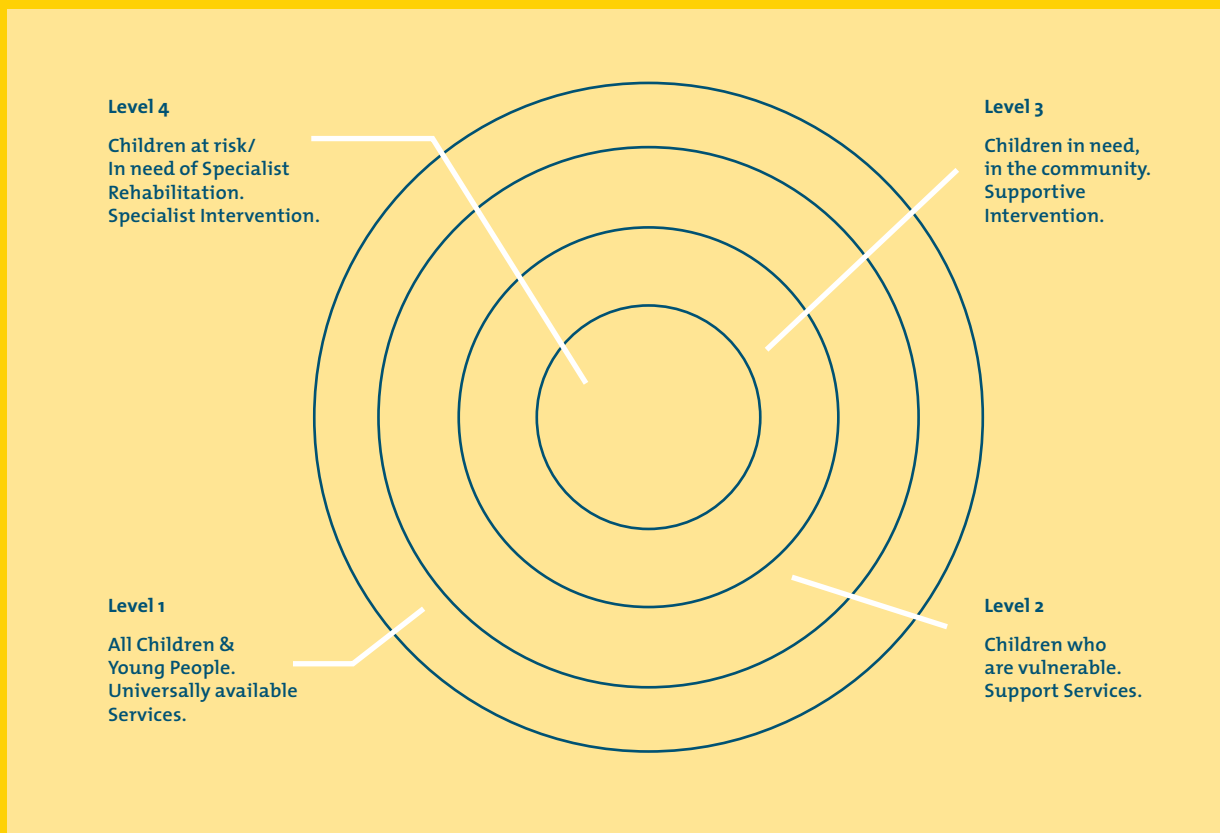 Level 4
Children at risk/
In need of Specialist
Rehabilitation.
Specialist Intervention.
Level 3
Children in need,
in the community.
Supportive
Intervention.
Level 1
All Children &
Young People.
Universally available
Services.
Level 2
Children who
are vulnerable.
Support Services.